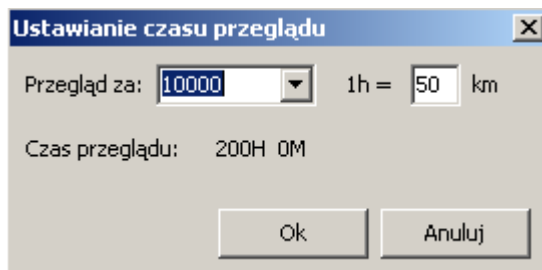 Ustawianie czasu przeglądu
Przegląd za: 10000 1h = 50 km
Czas przeglądu: 200H 0M
Ok Anuluj